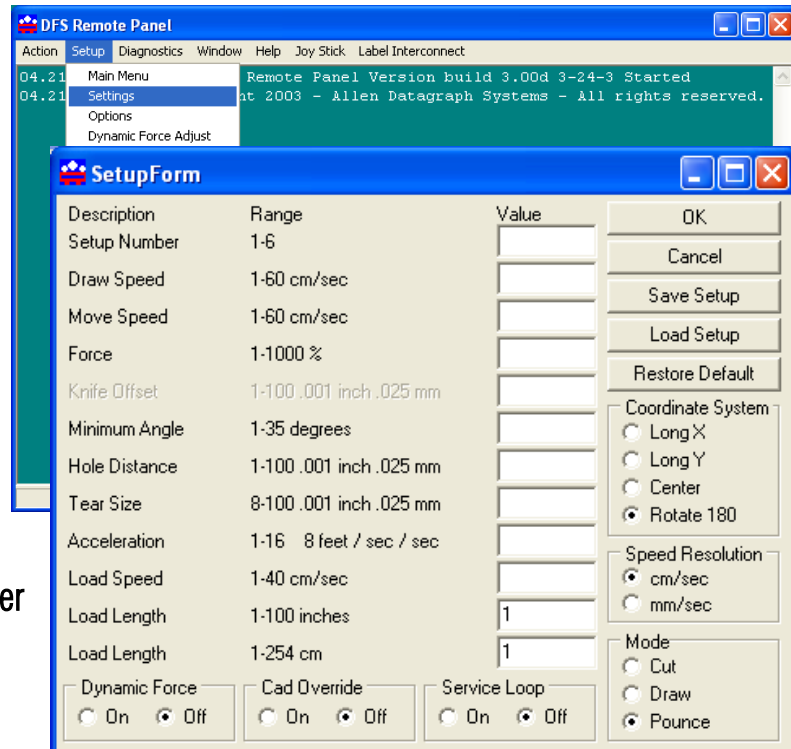 DFS Remote Panel
Action Setup Diagnostics Window Help Joy Stick Label Interconnect
04.21 Main Menu Remote Panel Version build 3.00d 3-24-3 Started
04.21 Settings nt 2003 - Allen Datagraph Systems - All rights reserved.
Options
Dynamic Force Adjust
SetupForm
Description Range Value
Setup Number 1-6
Draw Speed 1-60 cm/sec
Move Speed 1-60 cm/sec
Force 1-1000 %
Knife Offset 1-100 .001 inch .025 mm
Minimum Angle 1-35 degrees
Hole Distance 1-100 .001 inch .025 mm
Tear Size 8-100 .001 inch .025 mm
Acceleration 1-16 8 feet / sec / sec
Load Speed 1-40 cm/sec
Load Length 1-100 inches 1
Load Length 1-254 cm 1
OK
Cancel
Save Setup
Load Setup
Restore Default
Coordinate System
Long X
Long Y
Center
Rotate 180
Speed Resolution
cm/sec
mm/sec
Mode
Cut
Draw
Pounce
Dynamic Force
On Off
Cad Override
On Off
Service Loop
On Off
er